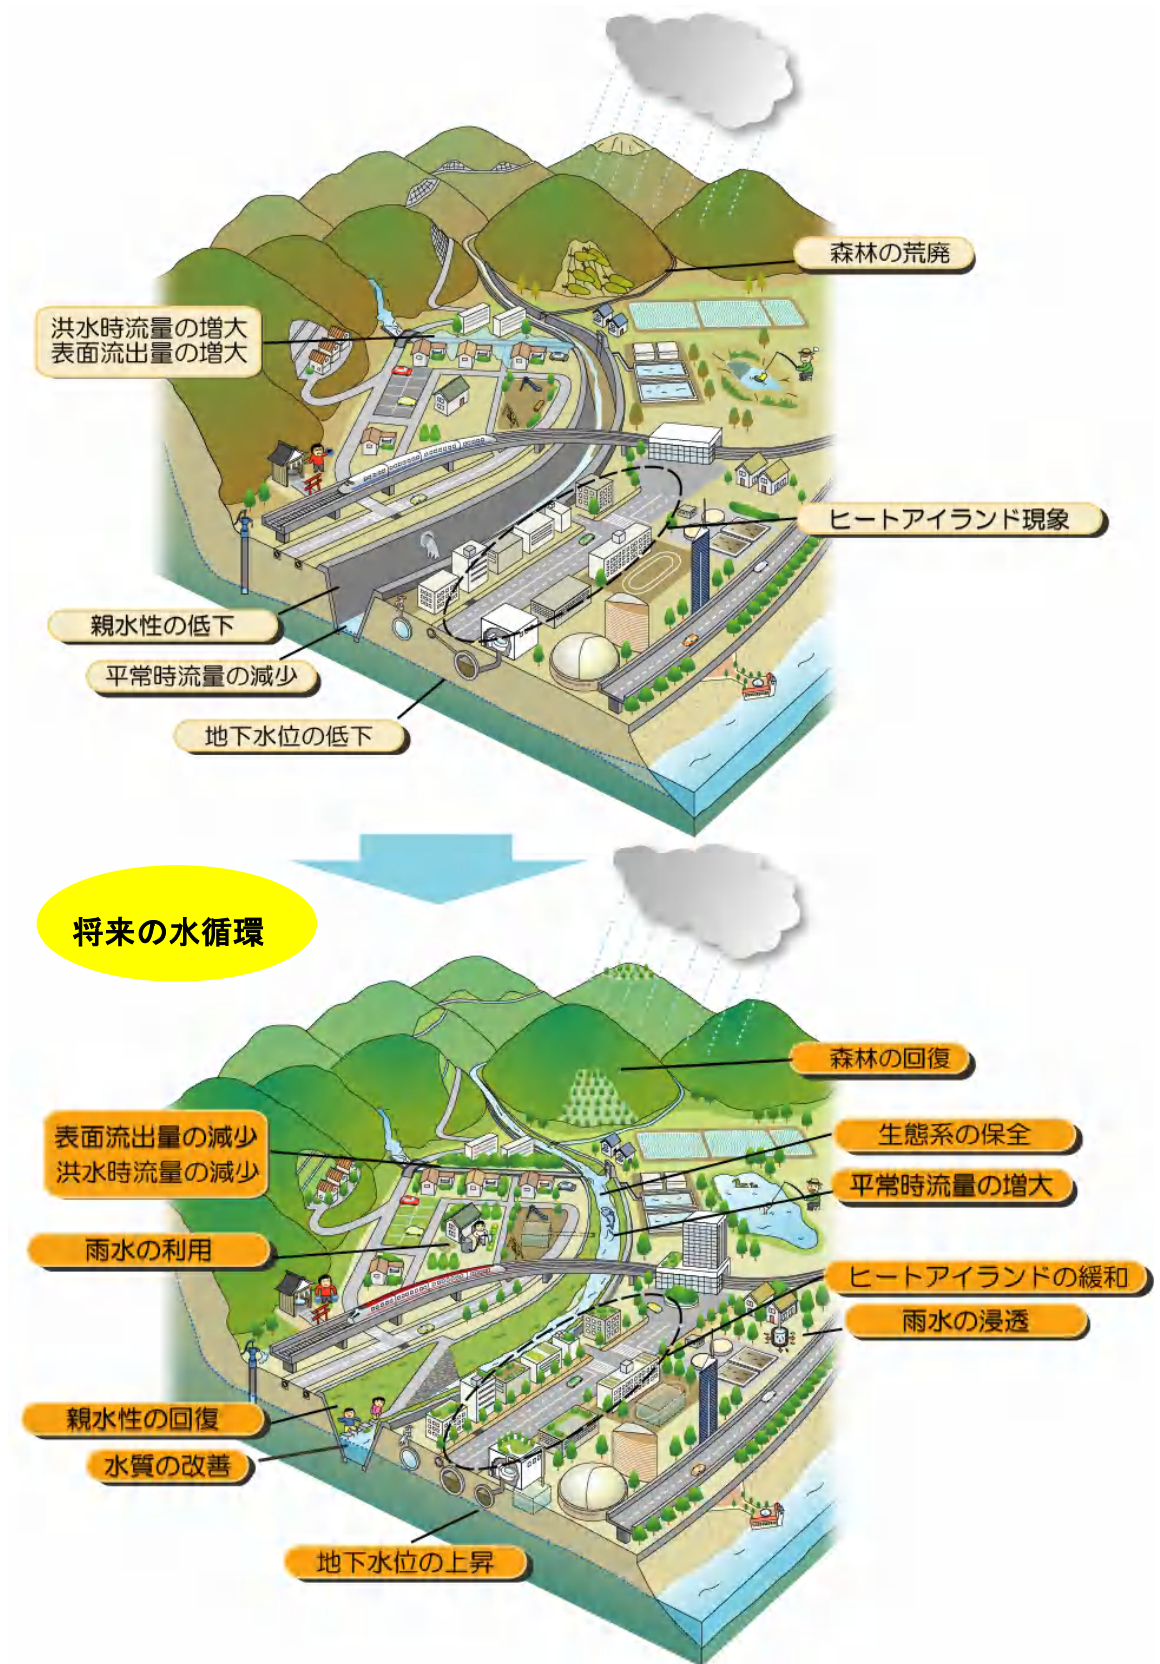 森林の荒廃
洪水時流量の増大
表面流出量の増大
ヒートアイランド現象
親水性の低下
平常時流量の減少
地下水位の低下
将来の水循環
森林の回復
表面流出量の減少
洪水時流量の減少
生態系の保全
平常時流量の増大
雨水の利用
ヒートアイランドの緩和
雨水の浸透
親水性の回復
水質の改善
地下水位の上昇